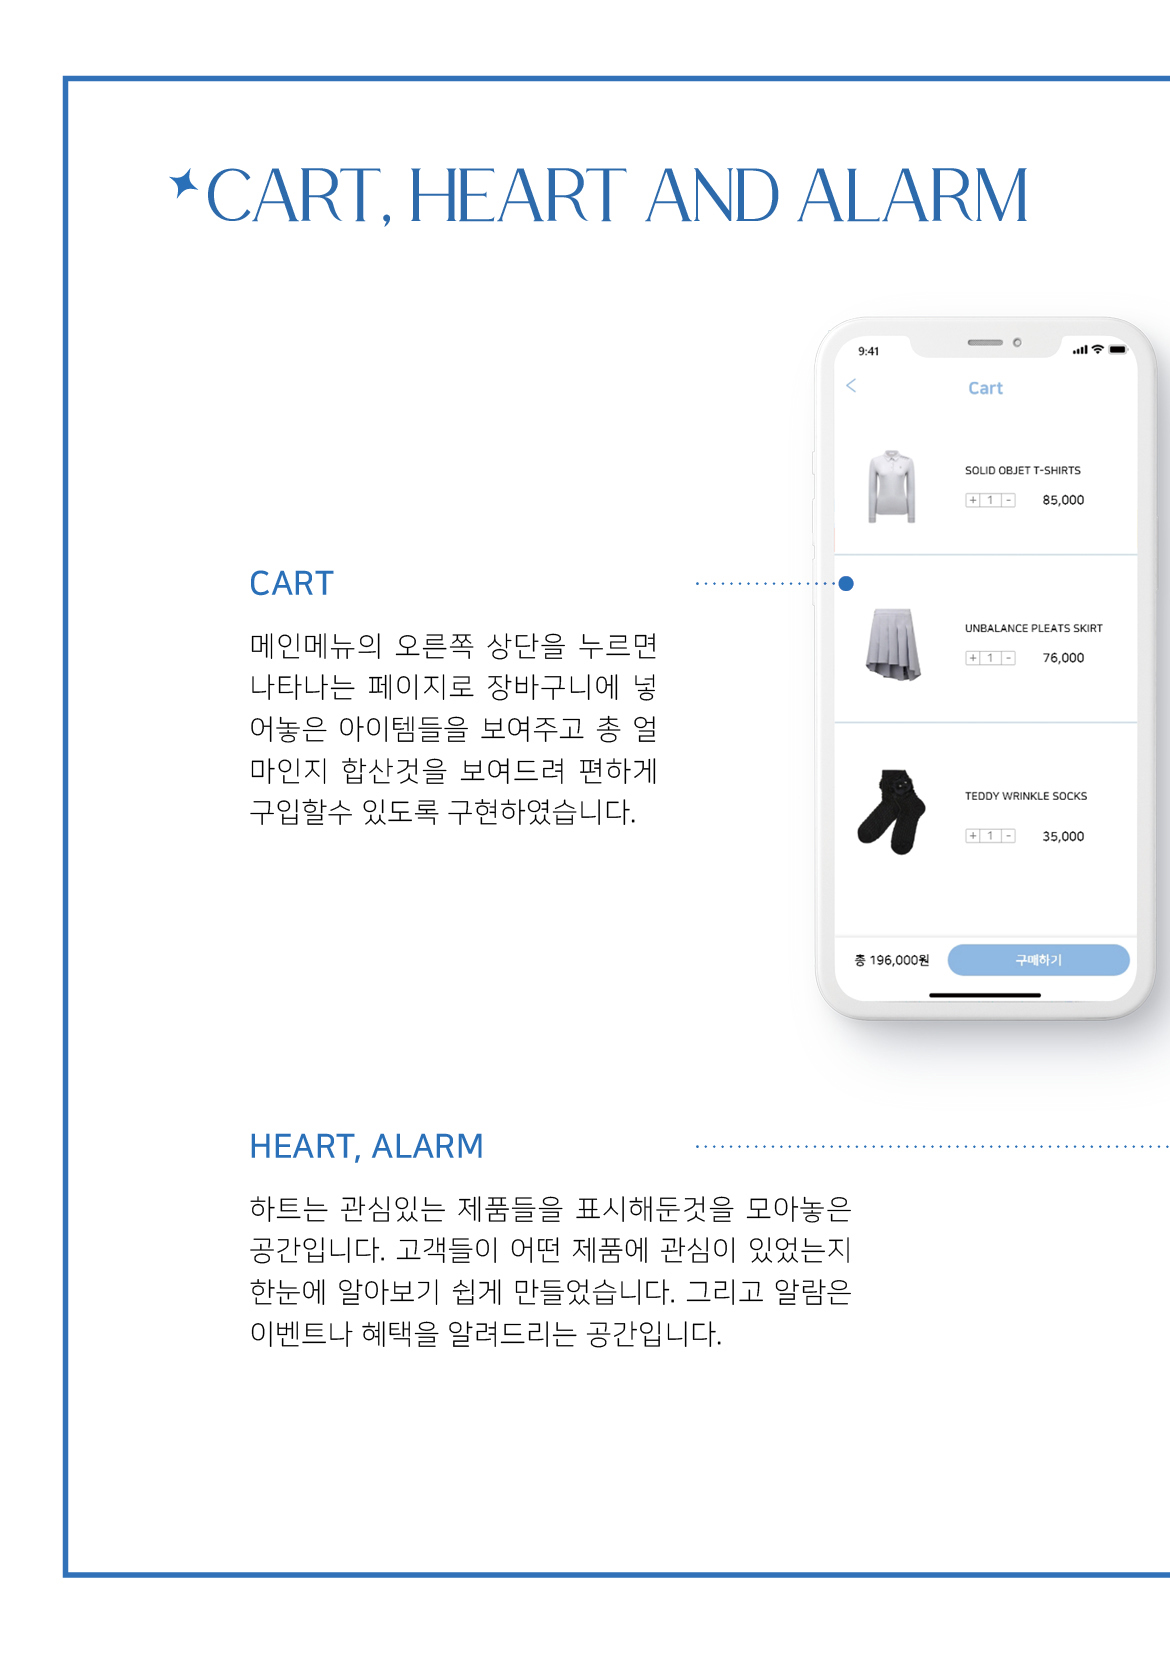 CART, HEART AND ALARM
9:41
Cart
SOLID OBJET T-SHIRTS
+ 1 - 85,000
CART
메인메뉴의 오른쪽 상단을 누르면
나타나는 페이지로 장바구니에 넣
어놓은 아이템들을 보여주고 총 얼
마인지 합산것을 보여드려 편하게
구입할수 있도록 구현하였습니다.
UNBALANCE PLEATS SKIRT
+ 1 - 76,000
TEDDY WRINKLE SOCKS
+ 1 - 35,000
총 196,000원 구매하기
HEART, ALARM
하트는 관심있는 제품들을 표시해둔것을 모아놓은
공간입니다. 고객들이 어떤 제품에 관심이 있었는지
한눈에 알아보기 쉽게 만들었습니다. 그리고 알람은
이벤트나 혜택을 알려드리는 공간입니다.